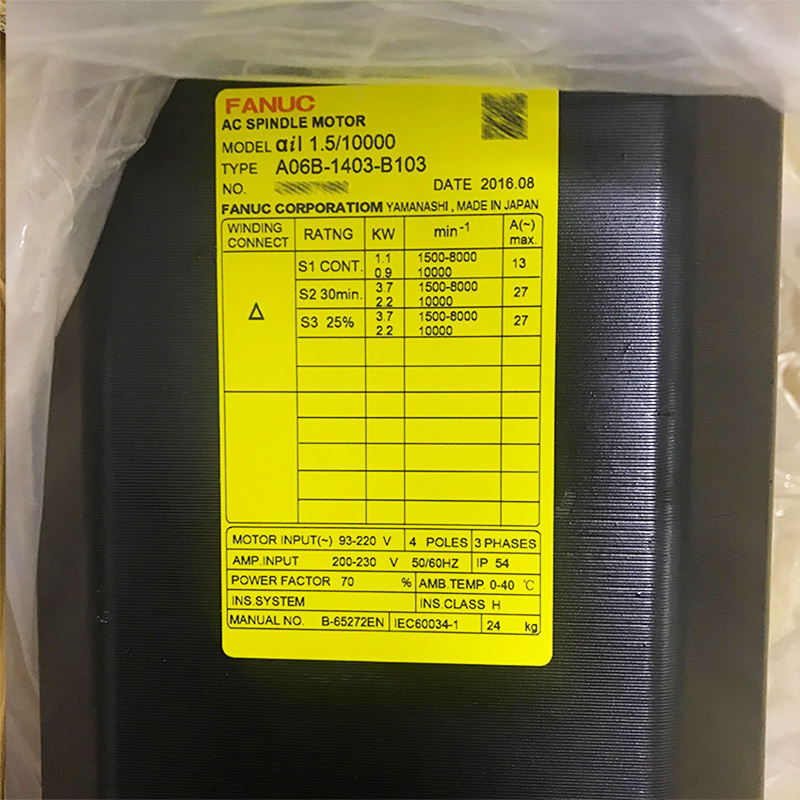 FANUC
AC SPINDLE MOTOR
MODEL αil 1.5/10000
TYPE A06B-1403-B103
NO. DATE 2016.08
FANUC CORPORATIOM YAMANASHI , MADE IN JAPAN
WINDING CONNECT RATNG KW min⁻¹ A(~) max.
Δ S1 CONT. 1.1 1500-8000 13
0.9 10000
S2 30min. 3.7 1500-8000 27
2.2 10000
S3 25% 3.7 1500-8000 27
2.2 10000
MOTOR INPUT(~) 93-220 V 4 POLES 3 PHASES
AMP.INPUT 200-230 V 50/60HZ IP 54
POWER FACTOR 70 % AMB.TEMP. 0-40 °C
INS.SYSTEM INS.CLASS H
MANUAL NO. B-65272EN IEC60034-1 24 kg